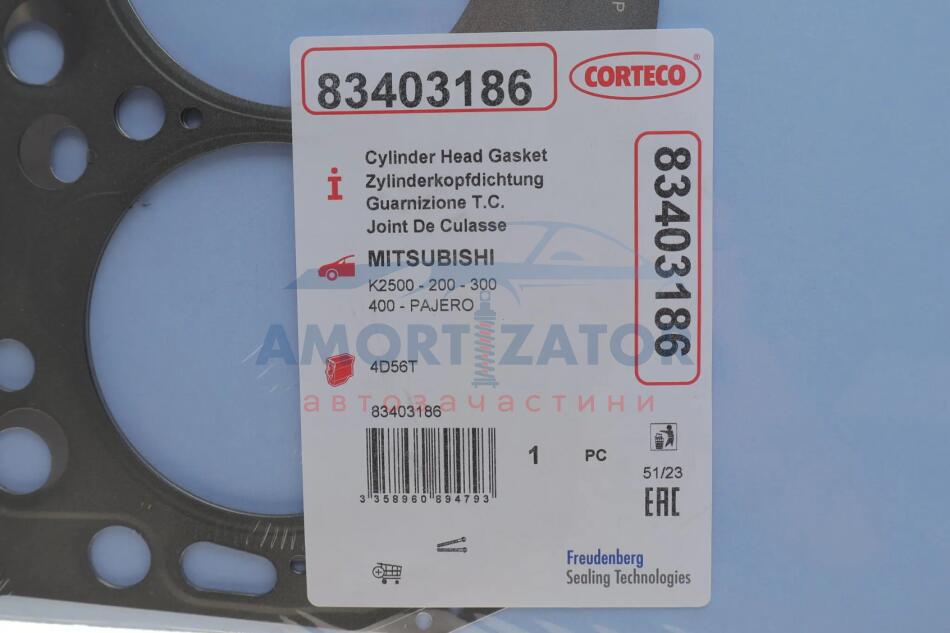 P
83403186
CORTECO®
Cylinder Head Gasket
Zylinderkopfdichtung
Guarnizione T.C.
Joint De Culasse
83403186
MITSUBISHI
K2500 - 200 - 300
400 - PAJERO
AMORTIZATOR
4D56T
автозапчастини
83403186
1 PC
3 358960 894793
51/23
EAC
Freudenberg
Sealing Technologies